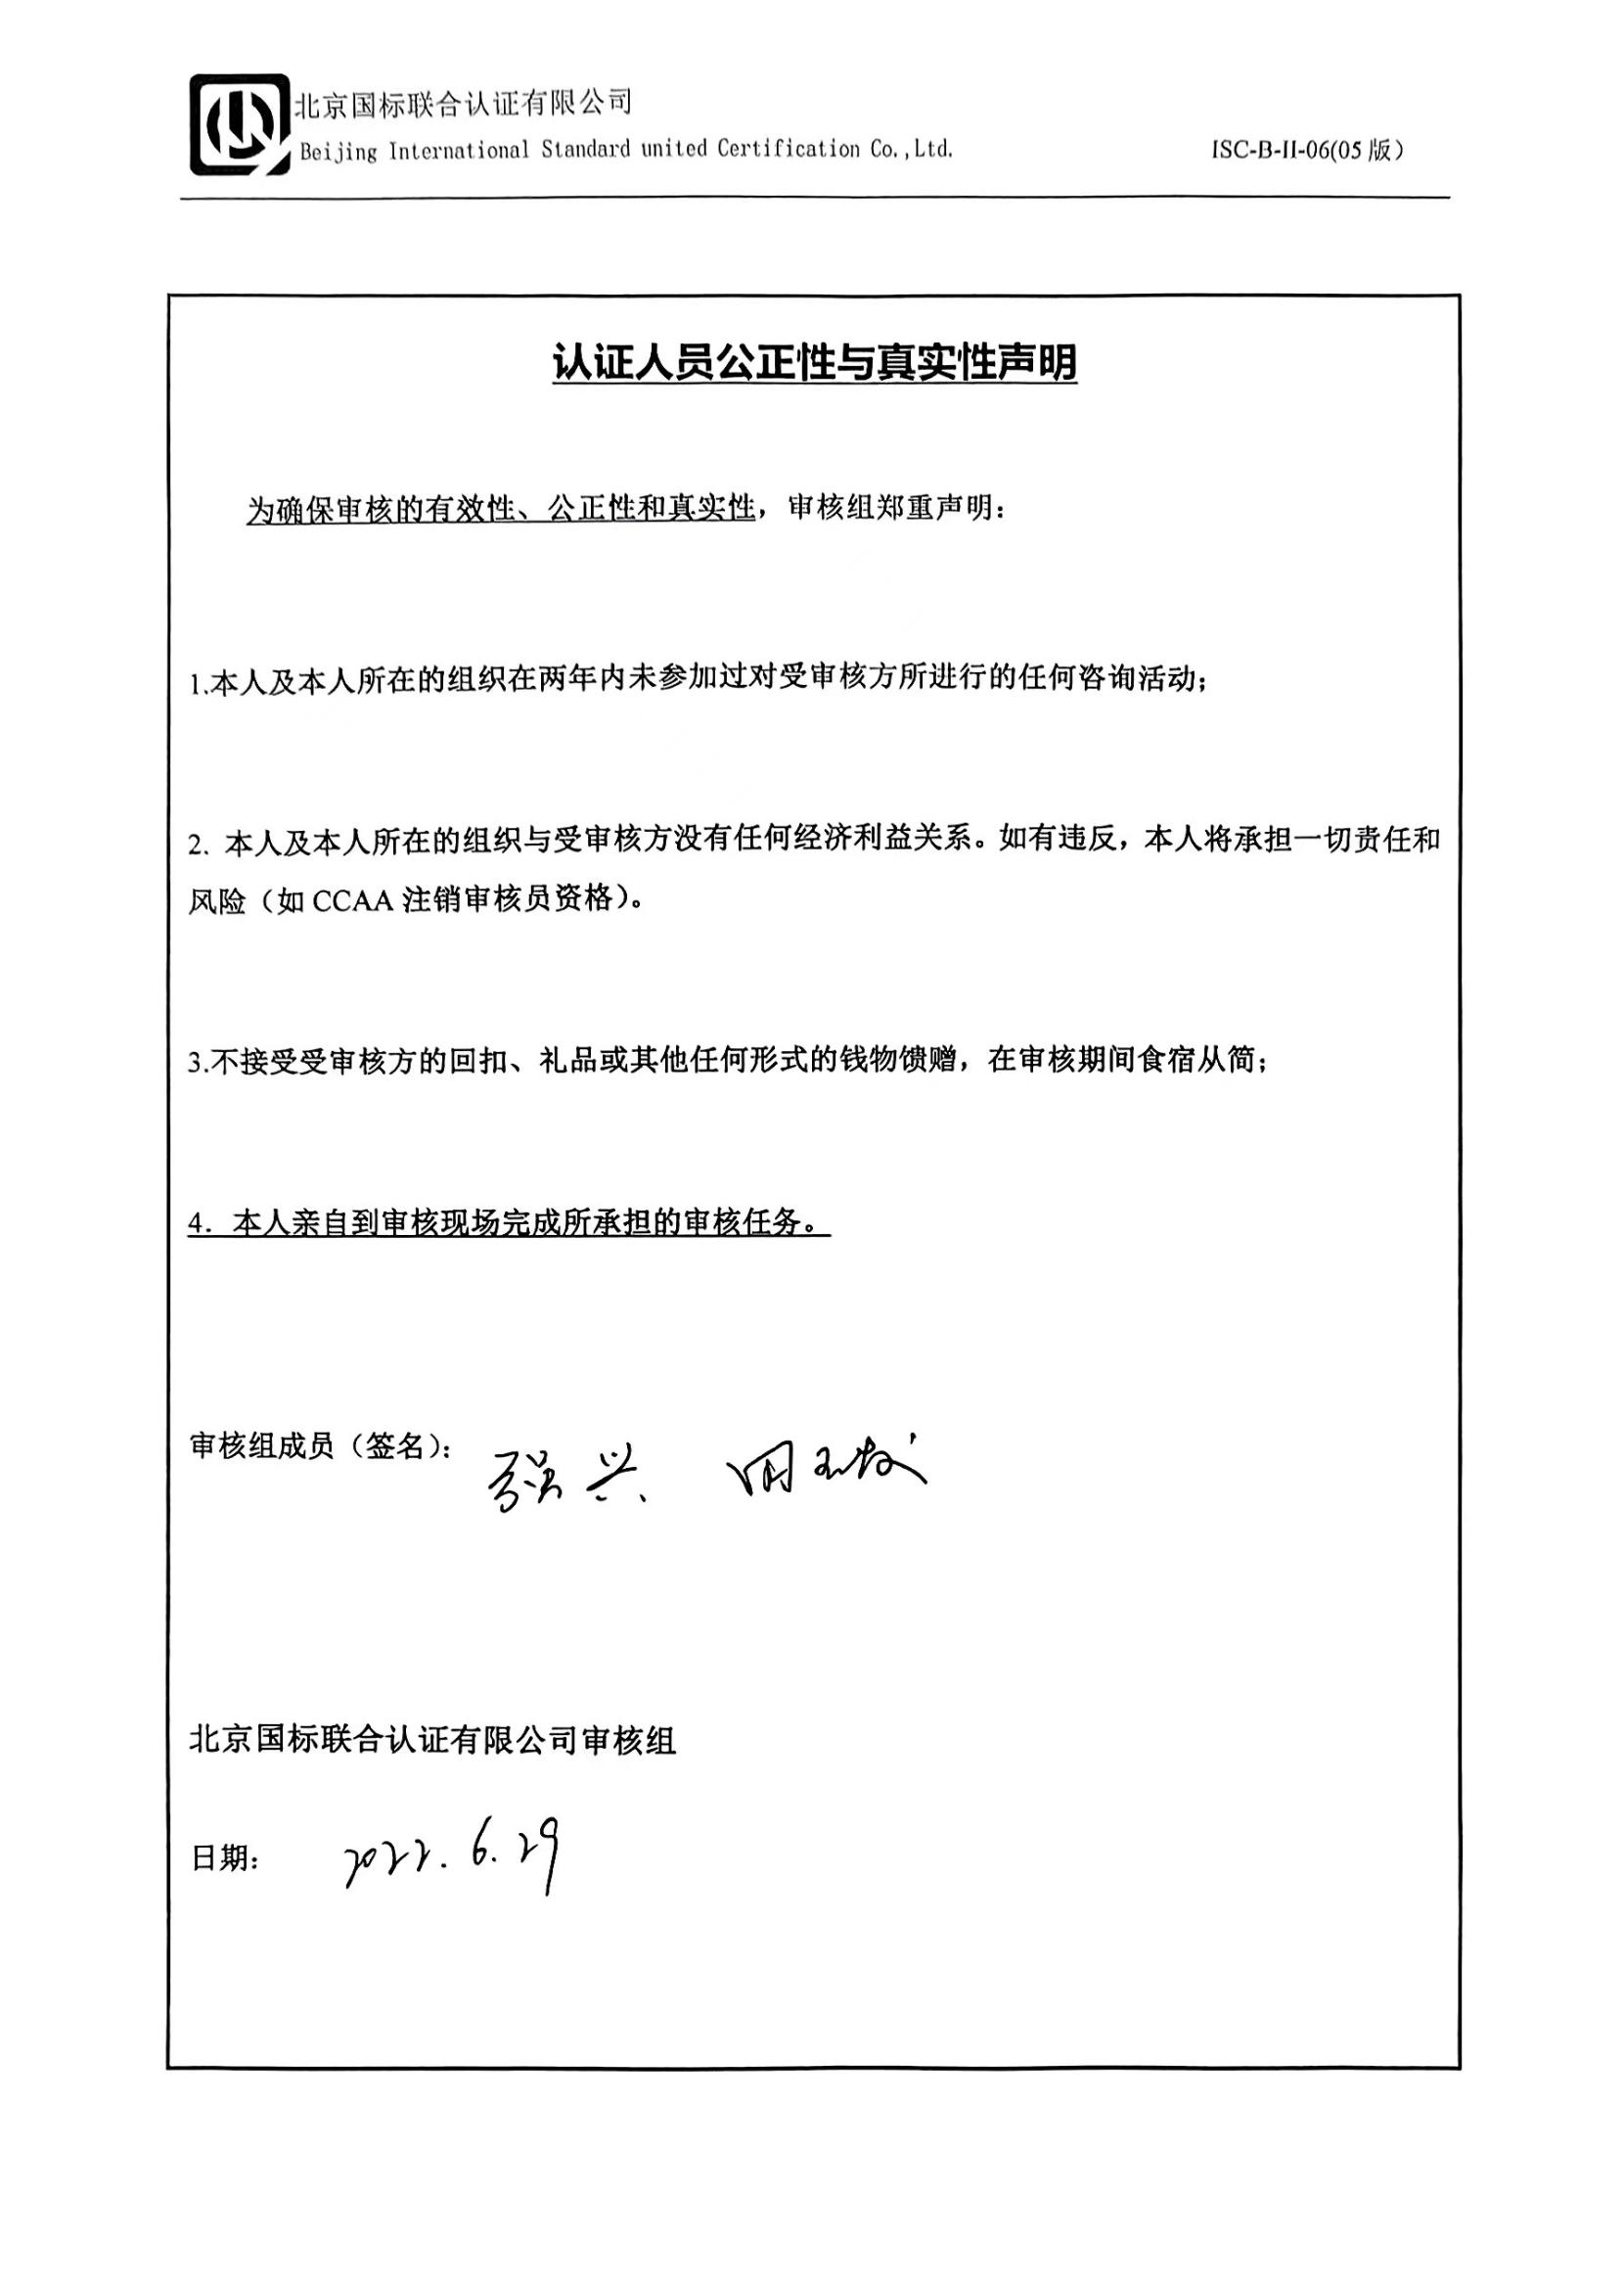 北京国标联合认证有限公司
Beijing International Standard united Certification Co.,Ltd.
ISC-B-II-06(05版)
认证人员公正性与真实性声明
为确保审核的有效性、公正性和真实性，审核组郑重声明：
1.本人及本人所在的组织在两年内未参加过对受审核方所进行的任何咨询活动；
2. 本人及本人所在的组织与受审核方没有任何经济利益关系。如有违反，本人将承担一切责任和
风险（如 CCAA 注销审核员资格）。
3.不接受受审核方的回扣、礼品或其他任何形式的钱物馈赠，在审核期间食宿从简；
4. 本人亲自到审核现场完成所承担的审核任务。
审核组成员（签名）： 强兴
北京国标联合认证有限公司审核组
日期： 2022.6.29